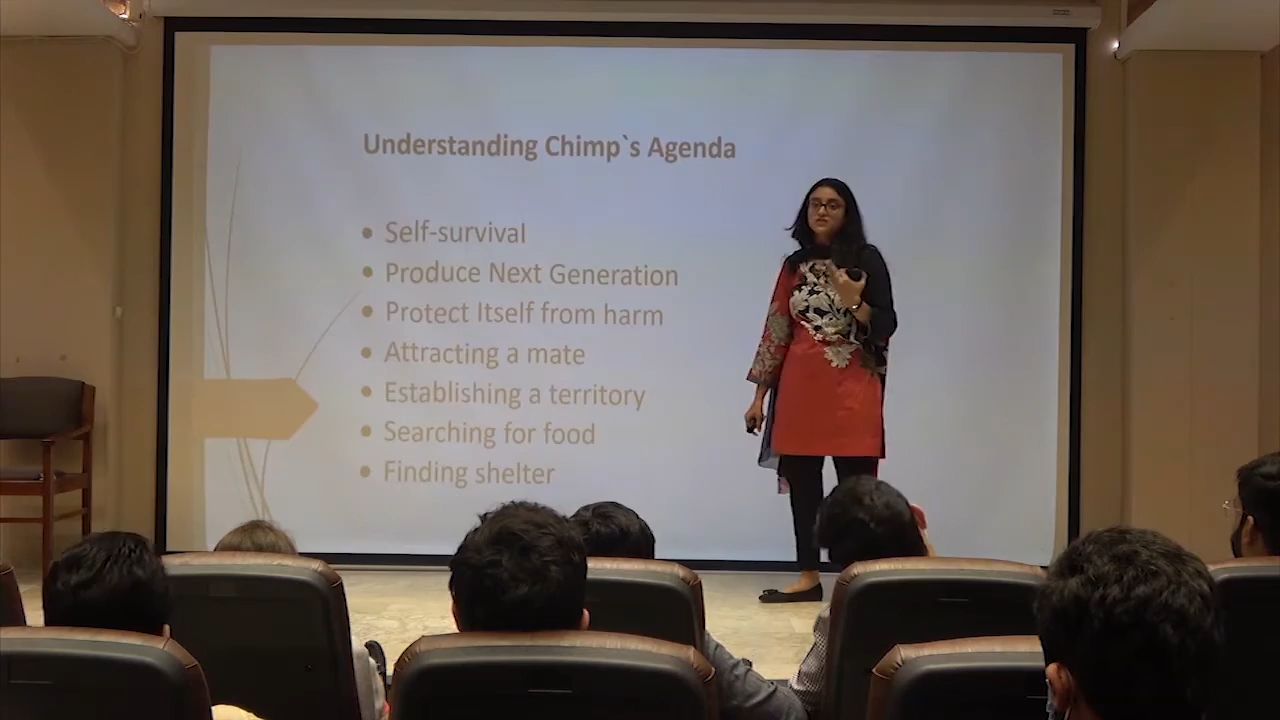 Understanding Chimp`s Agenda
• Self-survival
• Produce Next Generation
• Protect Itself from harm
• Attracting a mate
• Establishing a territory
• Searching for food
• Finding shelter